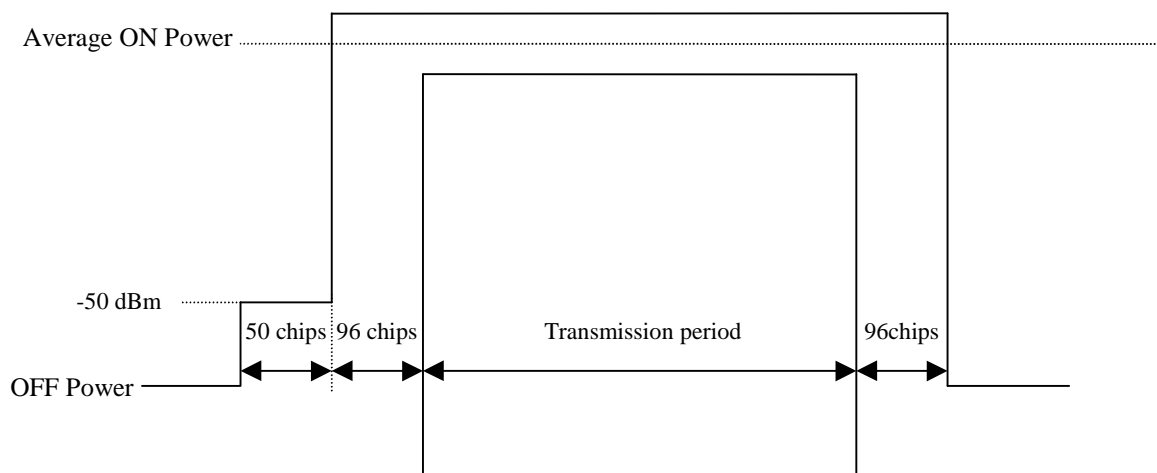 Average ON Power
-50 dBm
50 chips
96 chips
Transmission period
96chips
OFF Power